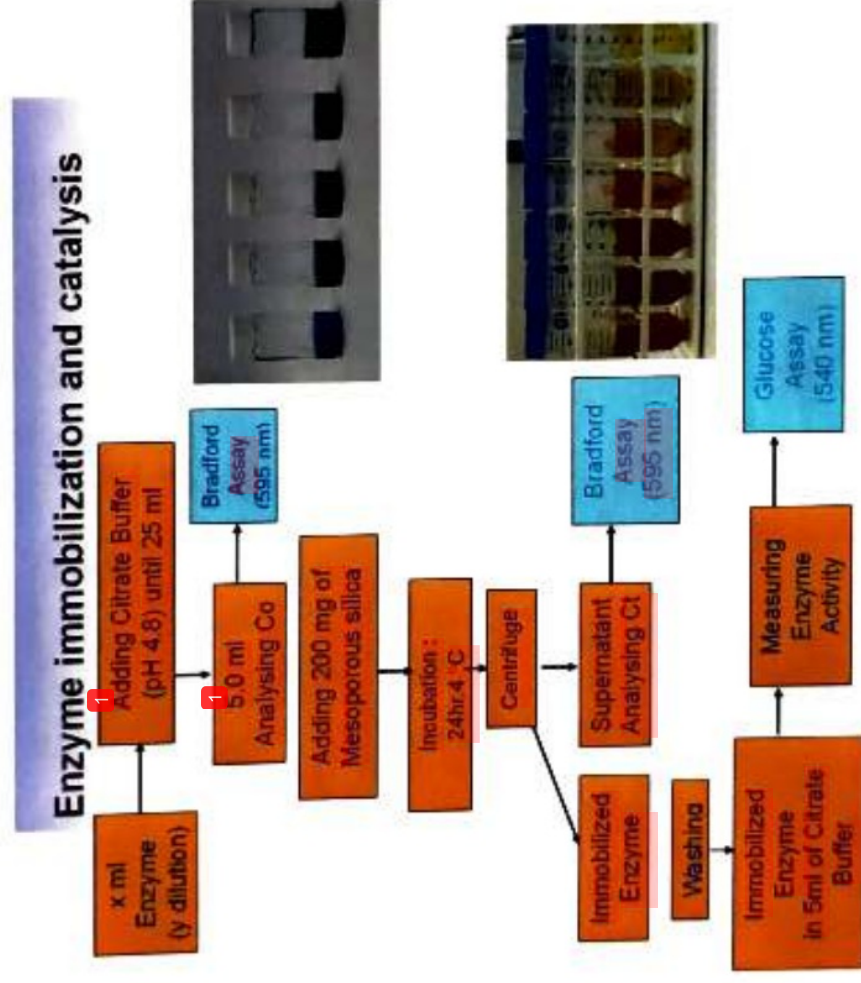 Enzyme immobilization and catalysis
x ml
Enzyme
(y dilution)
Adding Citrate Buffer
(pH 4.8) until 25 ml
1
5.0 ml
Analysing Co
1
Bradford
Assay
(595 nm)
Adding 200 mg of
Mesoporous silica
Incubation :
24hr.4 °C
Centrifuge
Supernatant
Analysing Ct
Bradford
Assay
(595 nm)
Immobilized
Enzyme
Washing
Immobilized
Enzyme
in 5ml of Citrate
Buffer
Measuring
Enzyme
Activity
Glucose
Assay
(540 nm)